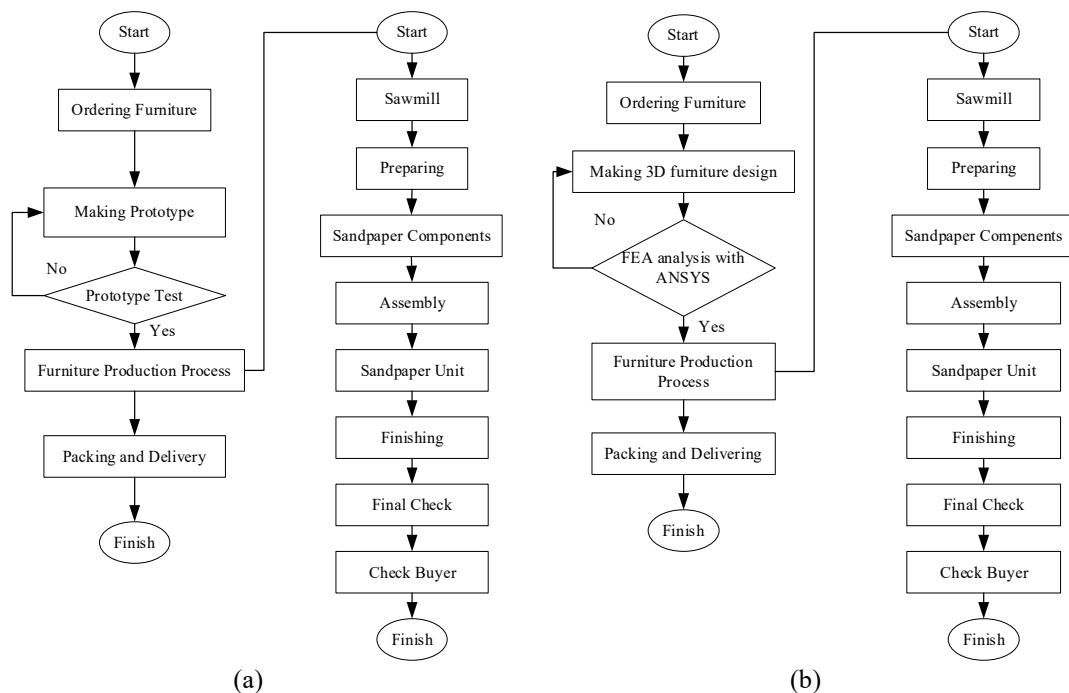 Start
Ordering Furniture
Making Prototype
No
Prototype Test
Yes
Furniture Production Process
Packing and Delivery
Finish
Start
Sawmill
Preparing
Sandpaper Components
Assembly
Sandpaper Unit
Finishing
Final Check
Check Buyer
Finish
(a)
Start
Ordering Furniture
Making 3D furniture design
No
FEA analysis with
ANSYS
Yes
Furniture Production
Process
Packing and Delivering
Finish
Start
Sawmill
Preparing
Sandpaper Compenents
Assembly
Sandpaper Unit
Finishing
Final Check
Check Buyer
Finish
(b)